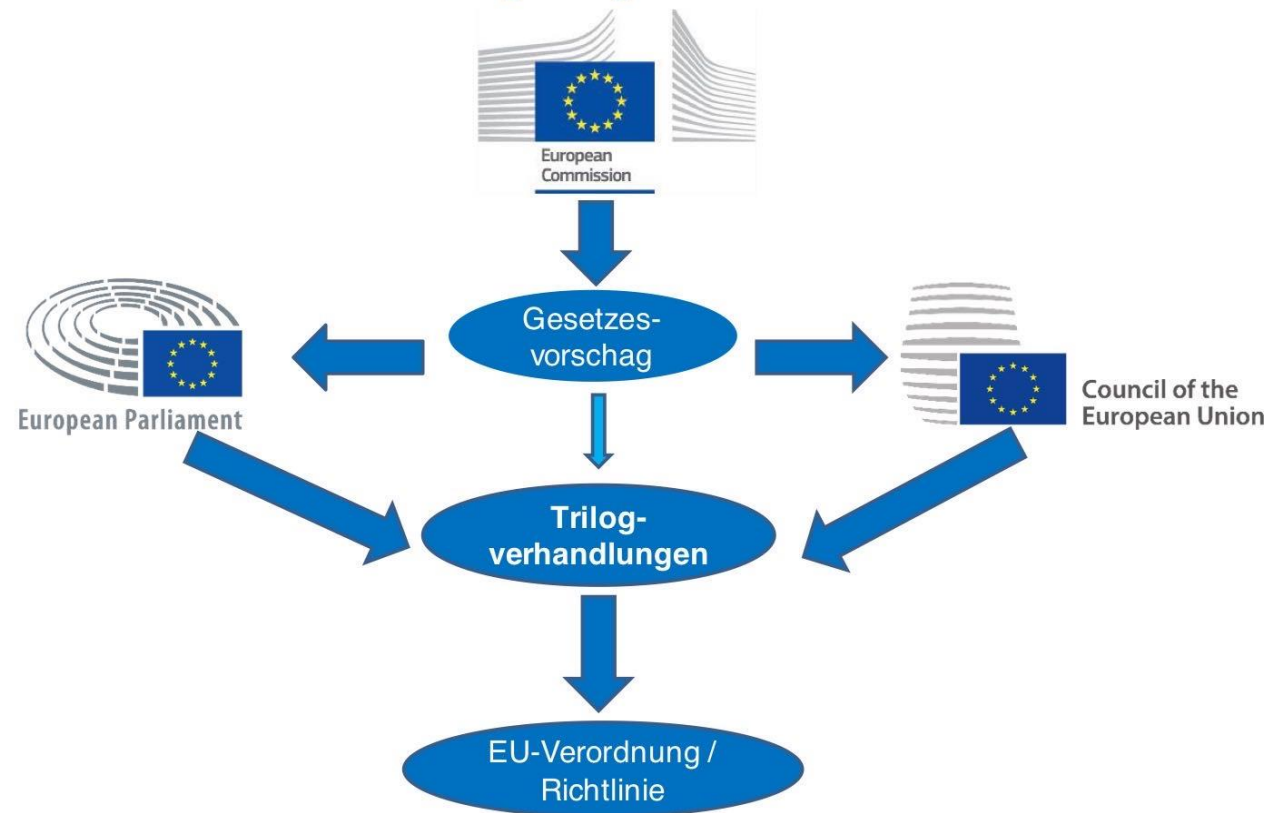 European
Commission
Gesetzes-
vorschag
European Parliament
Council of the
European Union
Trilog-
verhandlungen
EU-Verordnung /
Richtlinie